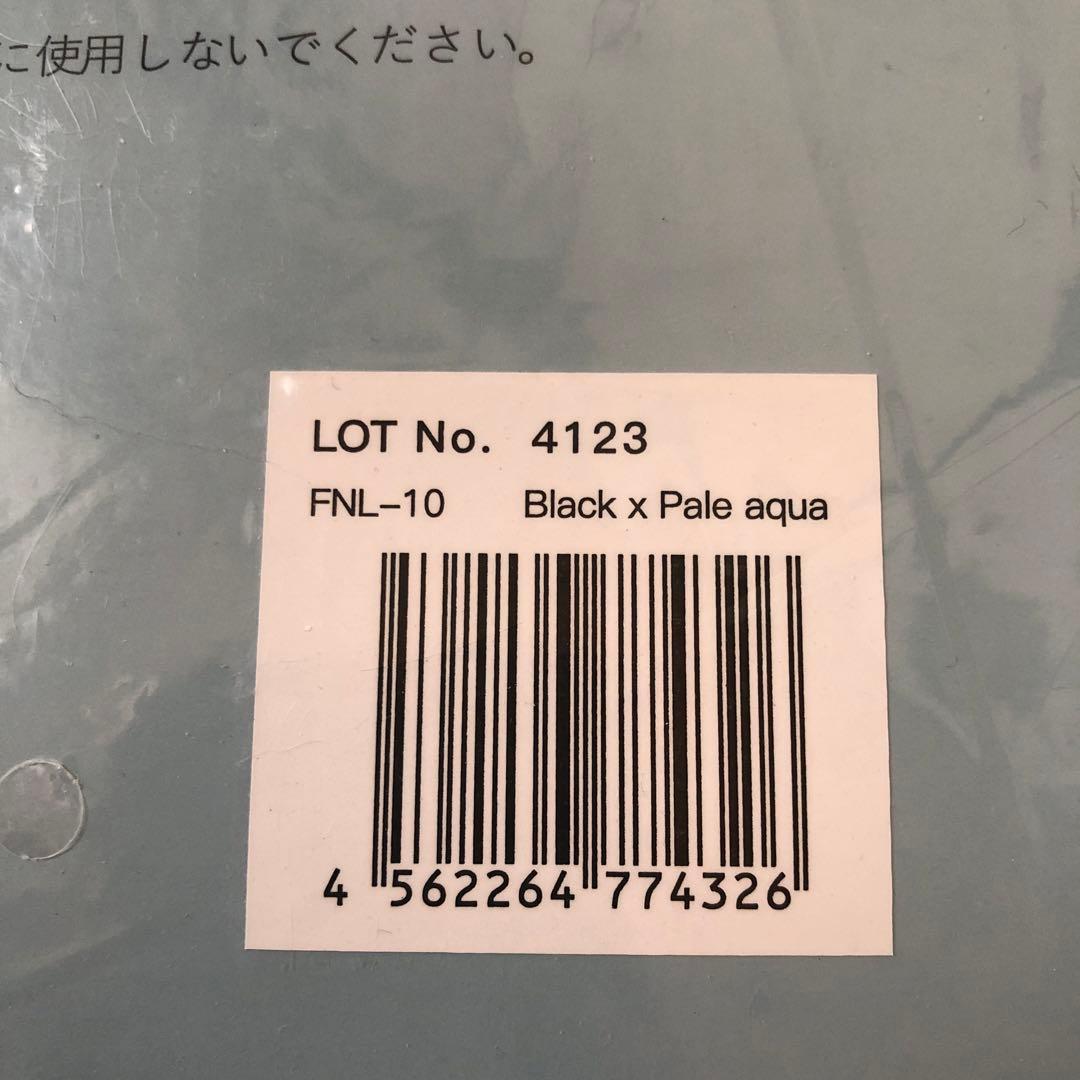 に使用しないでください。
LOT No. 4123
FNL-10 Black x Pale aqua
4 562264 774326